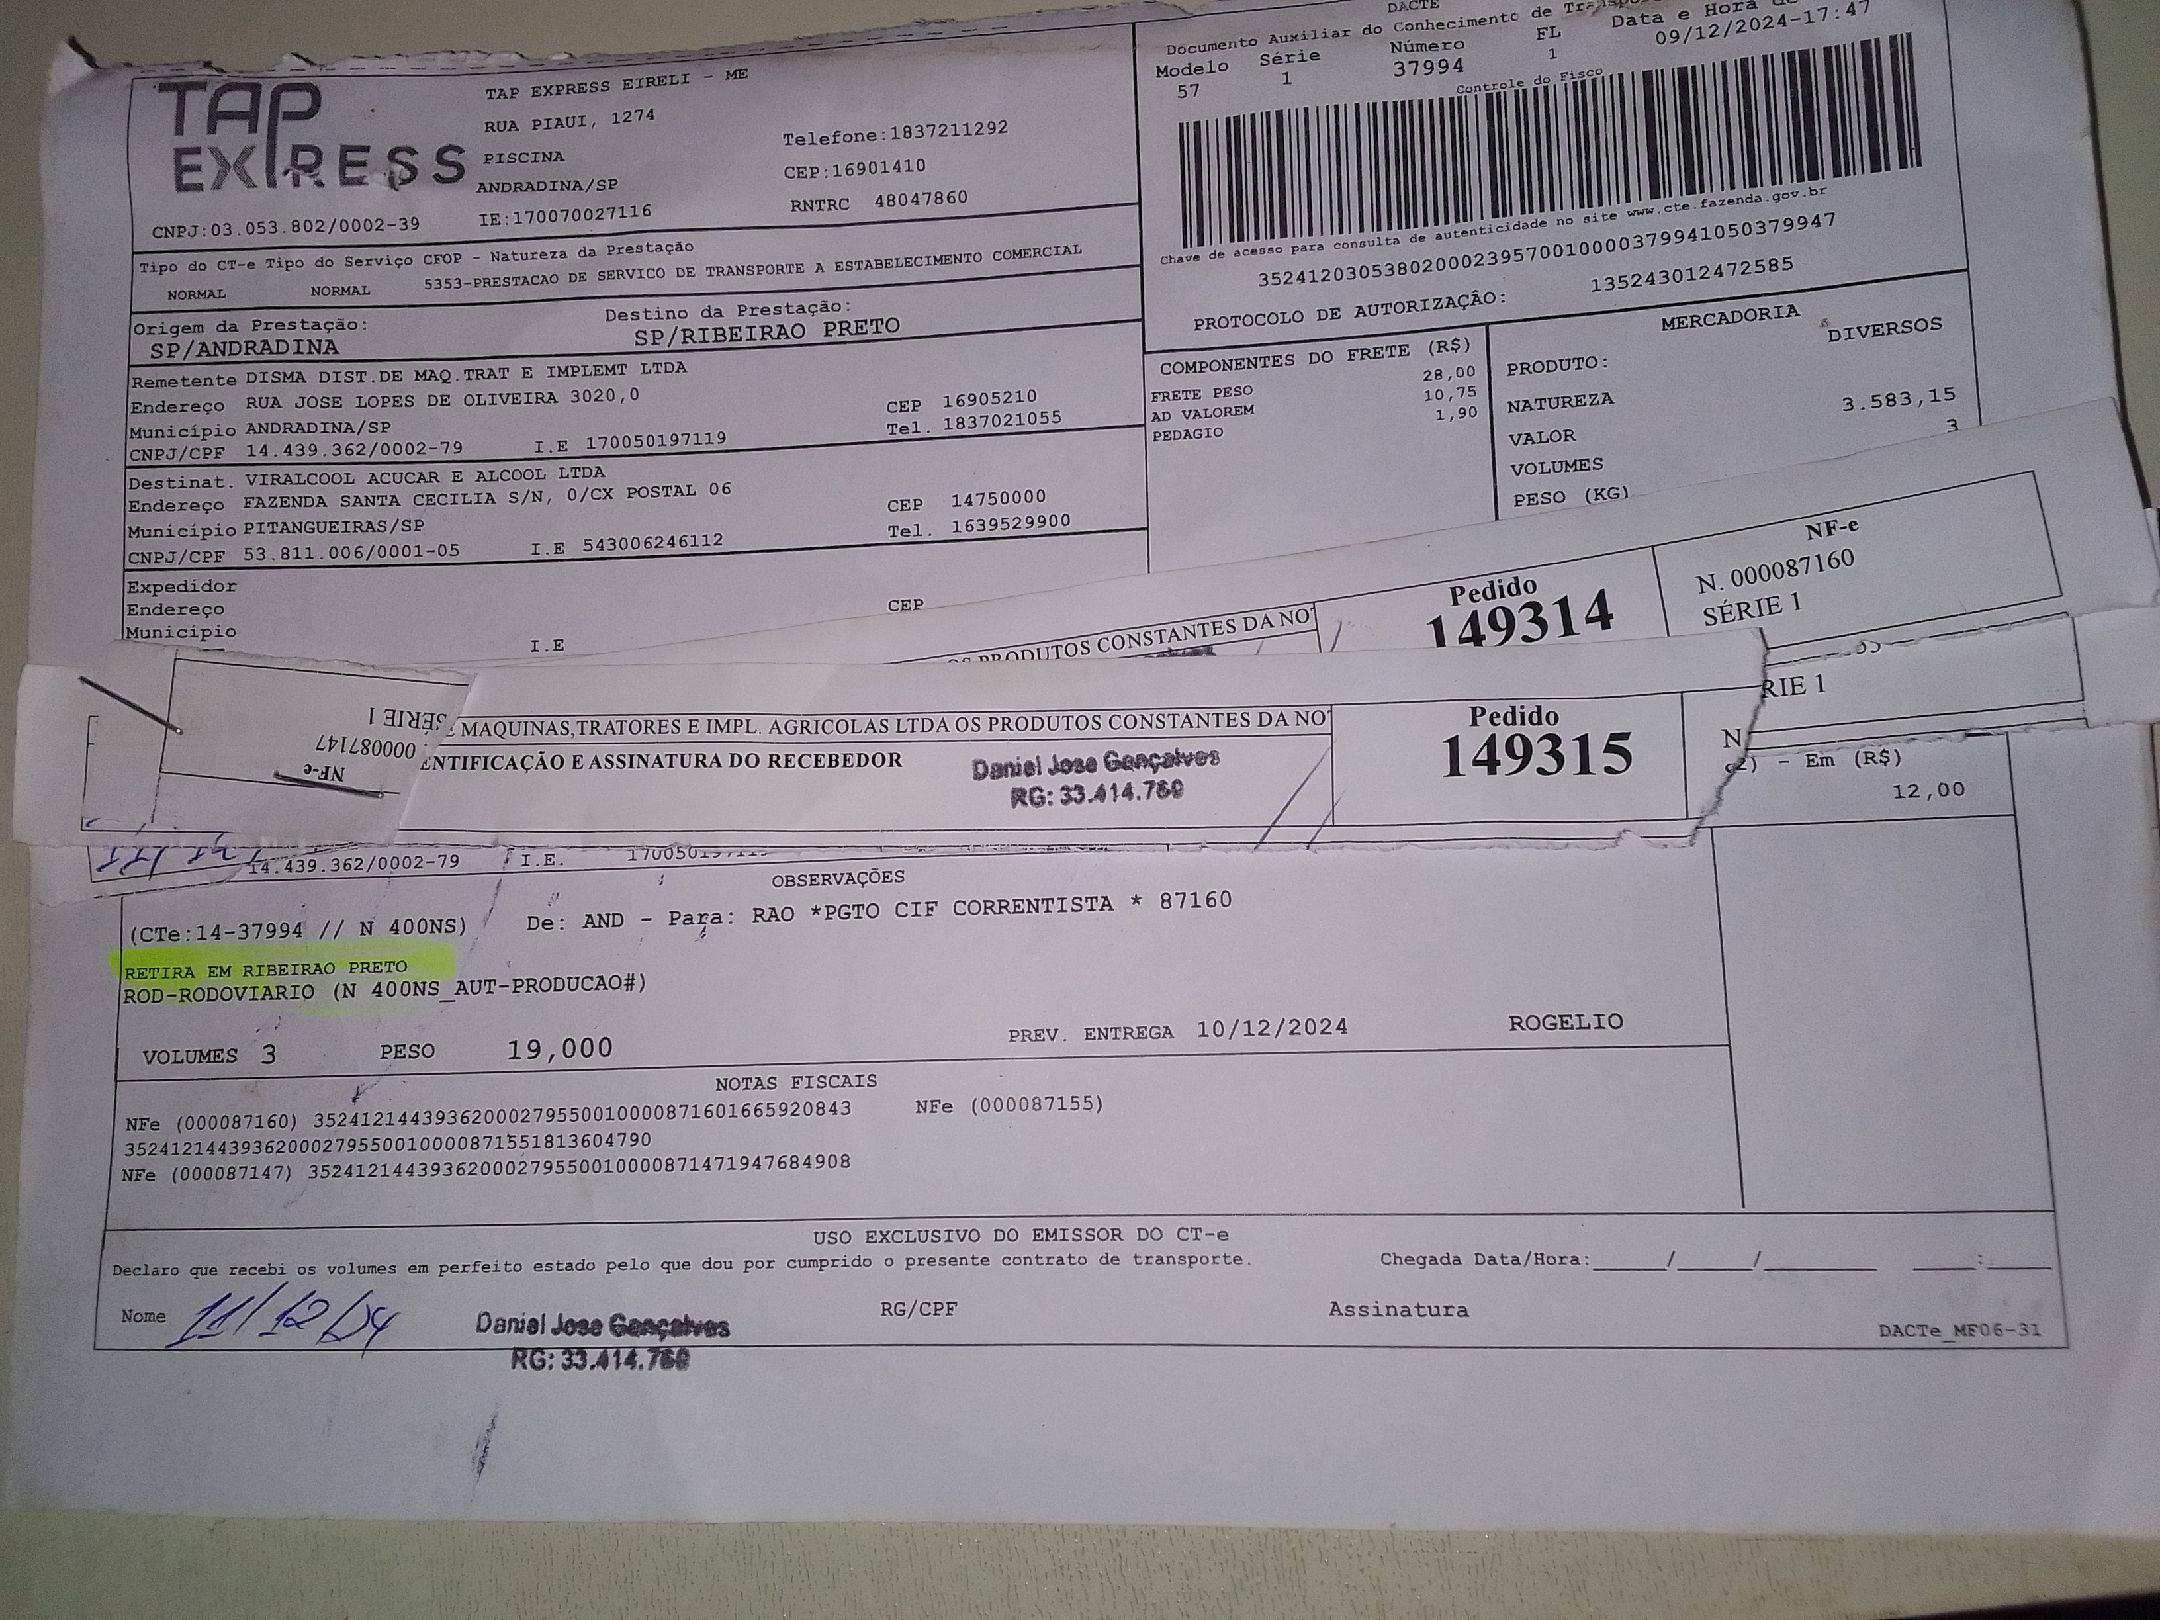 DACTE
Documento Auxiliar do Conhecimento de
Modelo Série Número FL Data e Hora
57 1 37994 1 09/12/2024-17:47
Controle do Fisco
TAP
EXPRESS
TAP EXPRESS EIRELI - ME
RUA PIAUI, 1274
Telefone:1837211292
PISCINA
CEP:16901410
ANDRADINA/SP
CNPJ:03.053.802/0002-39 IE:170070027116 RNTRC 48047860
Chave de acesso para consulta de autenticidade no site www.cte.fazenda.gov.br
35241203053802000239570010000379941050379947
PROTOCOLO DE AUTORIZAÇÃO: 135243012472585
Tipo do CT-e Tipo do Serviço CFOP - Natureza da Prestação
NORMAL NORMAL 5353-PRESTACAO DE SERVICO DE TRANSPORTE A ESTABELECIMENTO COMERCIAL
Origem da Prestação: Destino da Prestação:
SP/ANDRADINA SP/RIBEIRAO PRETO
Remetente DISMA DIST.DE MAQ.TRAT E IMPLEMT LTDA
Endereço RUA JOSE LOPES DE OLIVEIRA 3020,0 CEP 16905210
Município ANDRADINA/SP Tel. 1837021055
CNPJ/CPF 14.439.362/0002-79 I.E 170050197119
Destinat. VIRALCOOL ACUCAR E ALCOOL LTDA
Endereço FAZENDA SANTA CECILIA S/N, 0/CX POSTAL 06 CEP 14750000
Município PITANGUEIRAS/SP Tel. 1639529900
CNPJ/CPF 53.811.006/0001-05 I.E 543006246112
Expedidor
Endereço CEP
Município
I.E
COMPONENTES DO FRETE (R$)
FRETE PESO 28,00
AD VALOREM 10,75
PEDAGIO 1,90
MERCADORIA
PRODUTO: DIVERSOS
NATUREZA
VALOR 3.583,15
VOLUMES 3
PESO (KG)
PRODUTOS CONSTANTES DA NO
Pedido
149314
NF-e
N. 000087160
SÉRIE 1
RIE 1
NF-e
000087147
SÉRIE 1
MAQUINAS,TRATORES E IMPL. AGRICOLAS LTDA OS PRODUTOS CONSTANTES DA NO
ENTIFICAÇÃO E ASSINATURA DO RECEBEDOR
Daniel Jose Gonçalves
RG: 33.414.760
Pedido
149315
N
- Em (R$)
12,00
14.439.362/0002-79 I.E.
OBSERVAÇÕES
(CTe:14-37994 // N 400NS) De: AND - Para: RAO *PGTO CIF CORRENTISTA * 87160
RETIRA EM RIBEIRAO PRETO
ROD-RODOVIARIO (N 400NS_AUT-PRODUCAO#)
VOLUMES 3 PESO 19,000 PREV. ENTREGA 10/12/2024 ROGELIO
NOTAS FISCAIS
NFe (000087160) 35241214439362000279550010000871601665920843 NFe (000087155)
35241214439362000279550010000871551813604790
NFe (000087147) 35241214439362000279550010000871471947684908
USO EXCLUSIVO DO EMISSOR DO CT-e
Declaro que recebi os volumes em perfeito estado pelo que dou por cumprido o presente contrato de transporte. Chegada Data/Hora:____/____/____ ____:____
Nome 11/12/24 RG/CPF Assinatura
Daniel Jose Gonçalves
RG: 33.414.760
DACTe_MF06-31